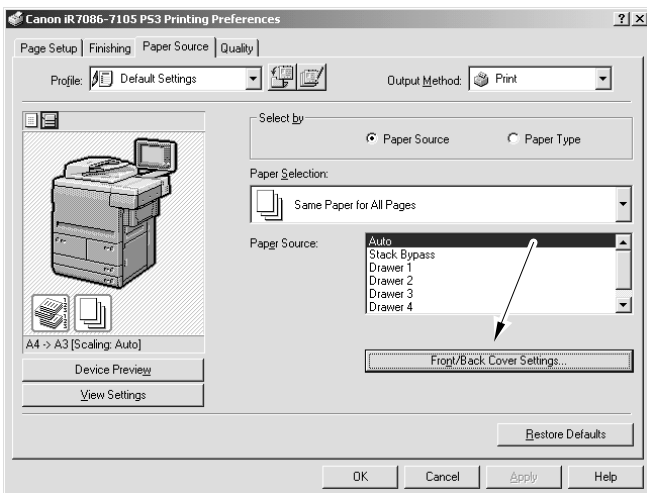 Canon iR7086-7105 PS3 Printing Preferences
Page Setup Finishing Paper Source Quality
Profile: Default Settings Output Method: Print
Select by
Paper Source Paper Type
Paper Selection:
Same Paper for All Pages
Paper Source:
Auto
Stack Bypass
Drawer 1
Drawer 2
Drawer 3
Drawer 4
A4 -> A3 [Scaling: Auto]
Front/Back Cover Settings...
Device Preview
View Settings
Restore Defaults
OK Cancel Apply Help